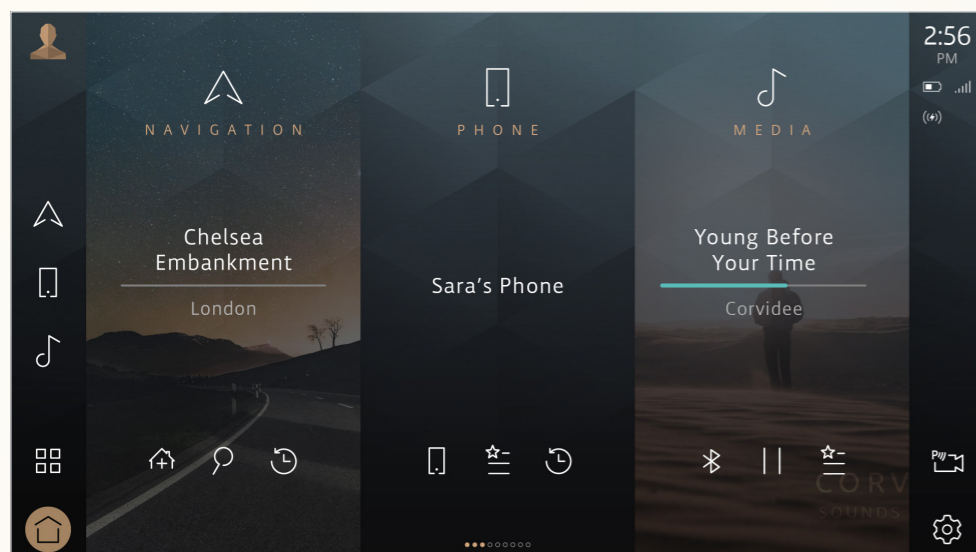 2:56
PM
NAVIGATION
PHONE
MEDIA
Chelsea
Embankment
London
Sara's Phone
Young Before
Your Time
Corvidee
CORV
SOUNDS
P